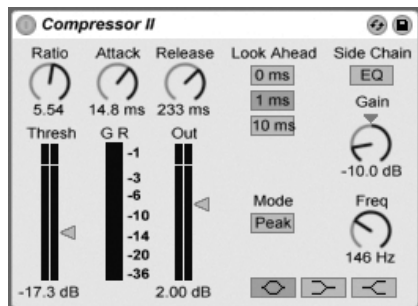 Compressor II
Ratio Attack Release Look Ahead Side Chain
5.54 14.8 ms 233 ms
0 ms
1 ms
10 ms
EQ
Gain
-10.0 dB
Thresh G R Out
-1
-3
-6
-10
-14
-20
-36
-17.3 dB 2.00 dB
Mode
Peak
Freq
146 Hz